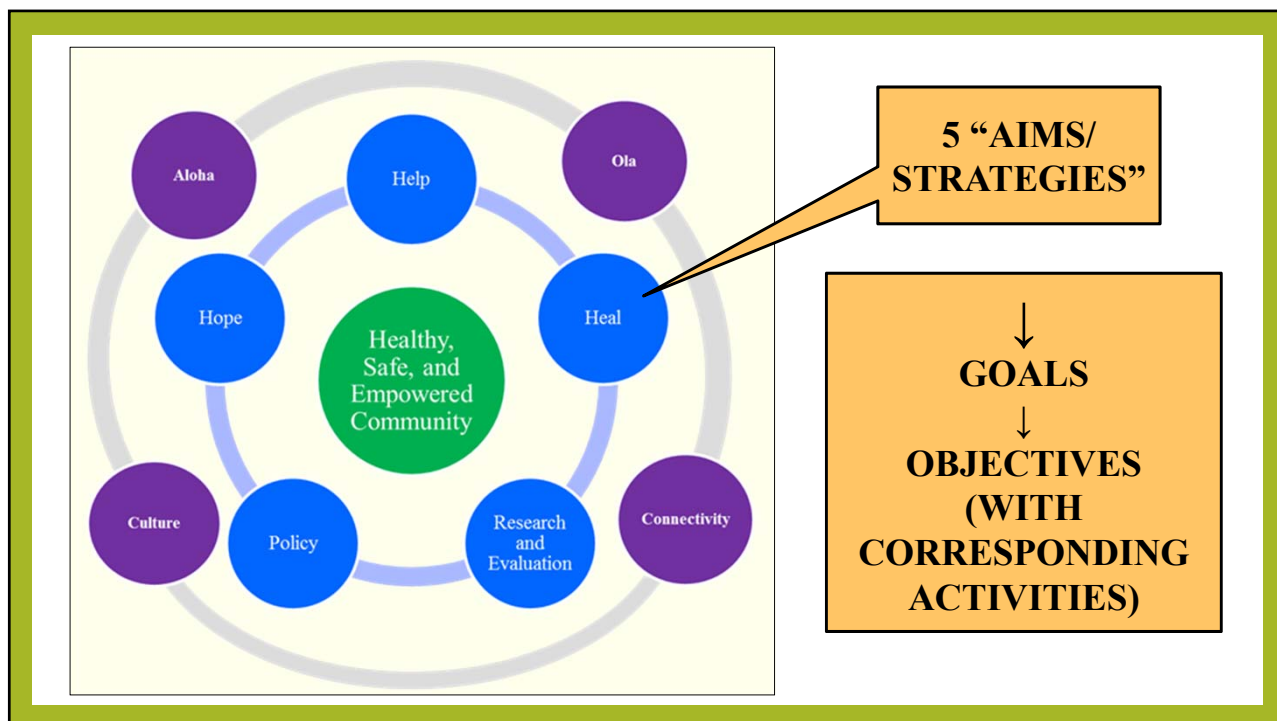 Aloha
Ola
Help
Hope
Heal
Healthy,
Safe, and
Empowered
Community
Culture
Policy
Research
and
Evaluation
Connectivity
5 “AIMS/
STRATEGIES”
↓
GOALS
↓
OBJECTIVES
(WITH
CORRESPONDING
ACTIVITIES)